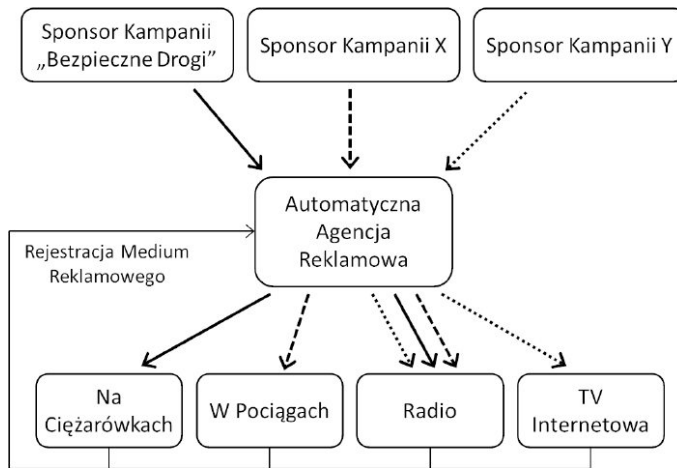 Sponsor Kampanii
„Bezpieczne Drogi”
Sponsor Kampanii X
Sponsor Kampanii Y
Automatyczna
Agencja
Reklamowa
Rejestracja Medium
Reklamowego
Na
Ciężarówkach
W Pociągach
Radio
TV
Internetowa